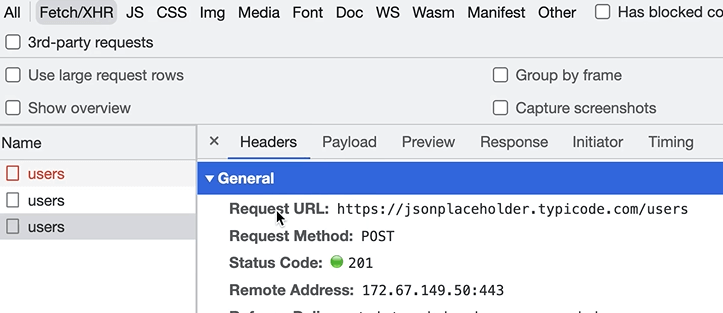 All Fetch/XHR JS CSS Img Media Font Doc WS Wasm Manifest Other Has blocked co
3rd-party requests
Use large request rows Group by frame
Show overview Capture screenshots
Name × Headers Payload Preview Response Initiator Timing
users
users
users
General
Request URL: https://jsonplaceholder.typicode.com/users
Request Method: POST
Status Code: 201
Remote Address: 172.67.149.50:443